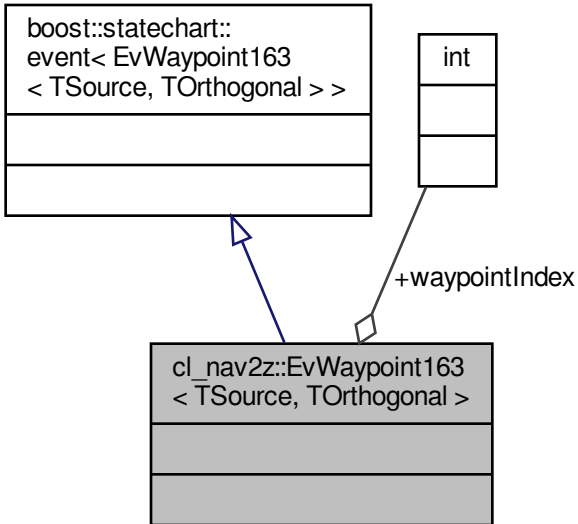 boost::statechart::
event< EvWaypoint163
< TSource, TOrthogonal > >
int
+waypointIndex
cl_nav2z::EvWaypoint163
< TSource, TOrthogonal >